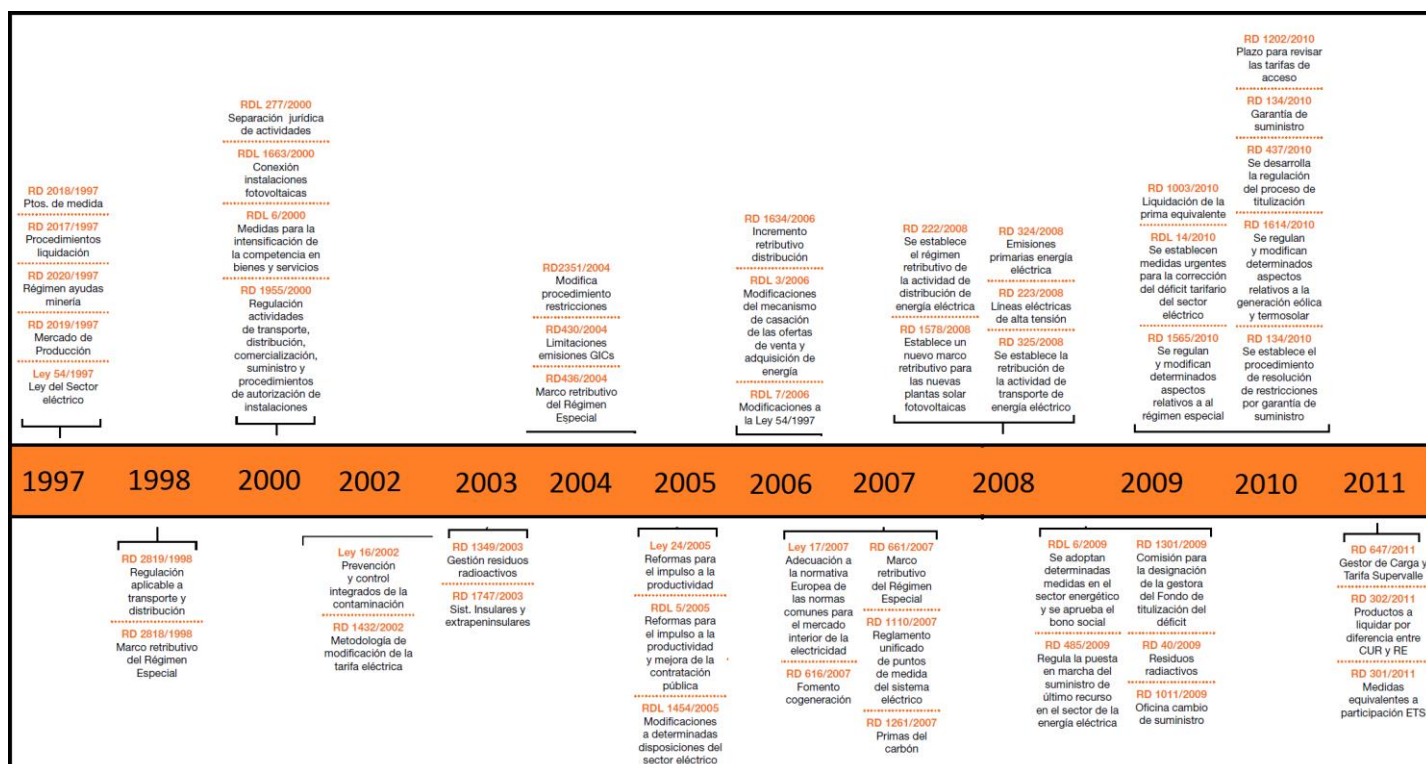 RD 2018/1997
Ptos. de medida
RD 2017/1997
Procedimientos
liquidación
RD 2020/1997
Régimen ayudas
minería
RD 2019/1997
Mercado de
Producción
Ley 54/1997
Ley del Sector
eléctrico
RDL 277/2000
Separación jurídica
de actividades
RDL 1663/2000
Conexión
instalaciones
fotovoltaicas
RDL 6/2000
Medidas para la
intensificación de
la competencia en
bienes y servicios
RD 1955/2000
Regulación
actividades
de transporte,
distribución,
comercialización,
suministro y
procedimientos
de autorización de
instalaciones
RD2351/2004
Modifica
procedimiento
restricciones
RD430/2004
Limitaciones
emisiones GICs
RD436/2004
Marco retributivo
del Régimen
Especial
RD 1634/2006
Incremento
retributivo
distribución
RDL 3/2006
Modificaciones
del mecanismo
de casación
de las ofertas
de venta y
adquisición de
energía
RDL 7/2006
Modificaciones a
la Ley 54/1997
RD 222/2008
Se establece
el régimen
retributivo de
la actividad de
distribución de
energía eléctrica
RD 1578/2008
Establece un
nuevo marco
retributivo para
las nuevas
plantas solar
fotovoltaicas
RD 324/2008
Emisiones
primarias energía
eléctrica
RD 223/2008
Líneas eléctricas
de alta tensión
RD 325/2008
Se establece la
retribución de
la actividad de
transporte de
energía eléctrico
RD 1003/2010
Liquidación de la
prima equivalente
RDL 14/2010
Se establecen
medidas urgentes
para la corrección
del déficit tarifario
del sector
eléctrico
RD 1565/2010
Se regulan
y modifican
determinados
aspectos
relativos a al
régimen especial
RD 1202/2010
Plazo para revisar
las tarifas de
acceso
RD 134/2010
Garantía de
suministro
RD 437/2010
Se desarrolla
la regulación
del proceso de
titulización
RD 1614/2010
Se regulan
y modifican
determinados
aspectos
relativos a la
generación eólica
y termosolar
RD 134/2010
Se establece el
procedimiento
de resolución
de restricciones
por garantía de
suministro
1997
1998
2000
2002
2003
2004
2005
2006
2007
2008
2009
2010
2011
RD 2819/1998
Regulación
aplicable a
transporte y
distribución
RD 2818/1998
Marco retributivo
del Régimen
Especial
Ley 16/2002
Prevención
y control
integrados de la
contaminación
RD 1432/2002
Metodología de
modificación de la
tarifa eléctrica
RD 1349/2003
Gestión residuos
radioactivos
RD 1747/2003
Sist. Insulares y
extrapeninsulares
Ley 24/2005
Reformas para
el impulso a la
productividad
RDL 5/2005
Reformas para
el impulso a la
productividad
y mejora de la
contratación
pública
RDL 1454/2005
Modificaciones
a determinadas
disposiciones del
sector eléctrico
Ley 17/2007
Adecuación a
la normativa
Europea de
las normas
comunes para
el mercado
interior de la
electricidad
RD 616/2007
Fomento
cogeneración
RD 661/2007
Marco
retributivo
del Régimen
Especial
RD 1110/2007
Reglamento
unificado
de puntos
de medida
del sistema
eléctrico
RD 1261/2007
Primas del
carbón
RDL 6/2009
Se adoptan
determinadas
medidas en el
sector energético
y se aprueba el
bono social
RD 485/2009
Regula la puesta
en marcha del
suministro de
último recurso
en el sector de la
energía eléctrica
RD 1301/2009
Comisión para
la designación
de la gestora
del Fondo de
titulización del
déficit
RD 40/2009
Residuos
radiactivos
RD 1011/2009
Oficina cambio
de suministro
RD 647/2011
Gestor de Carga y
Tarifa Supervalle
RD 302/2011
Productos a
liquidar por
diferencia entre
CUR y RE
RD 301/2011
Medidas
equivalentes a
participación ETS